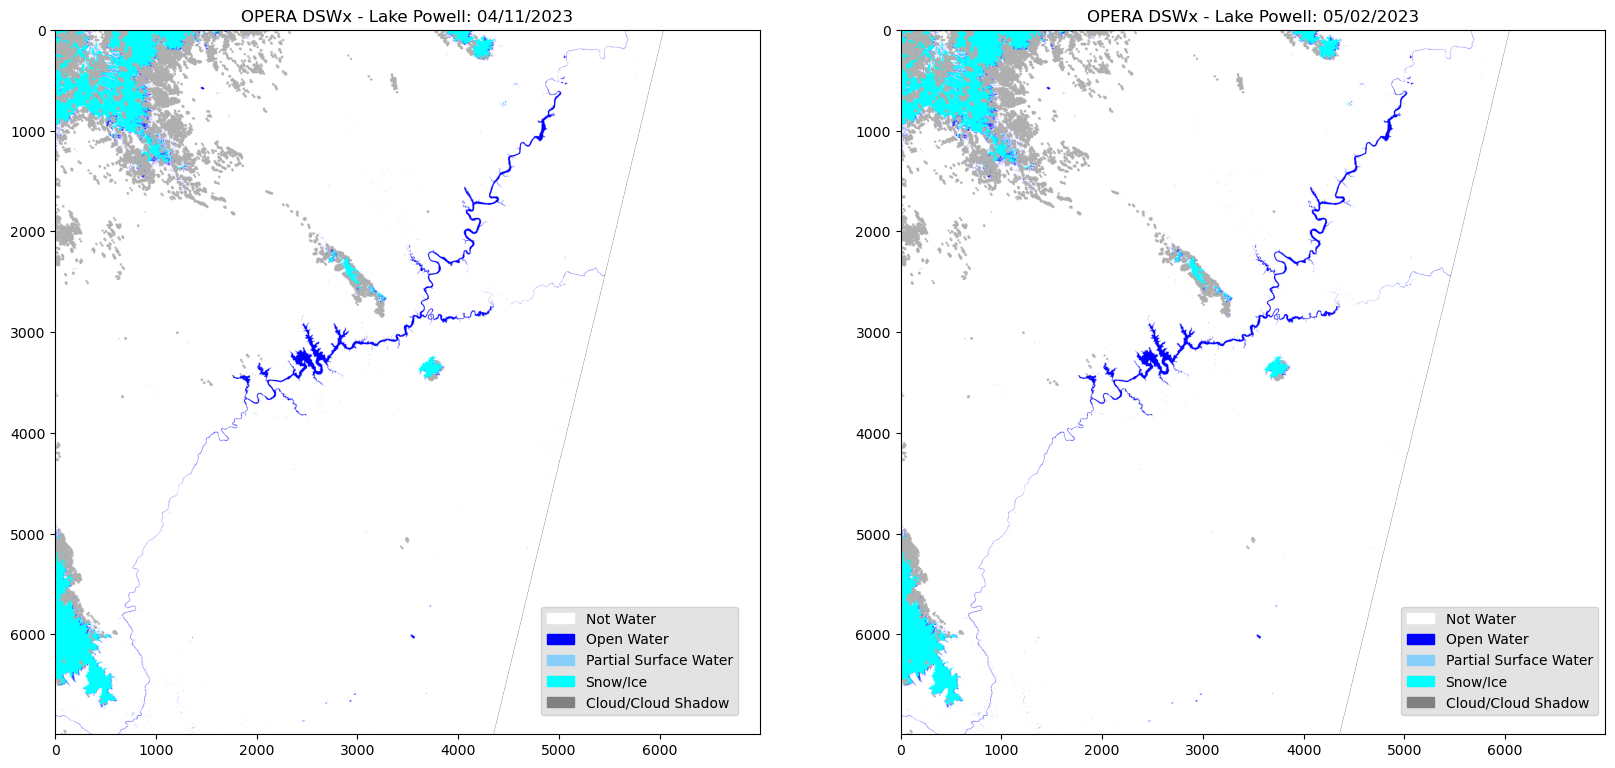 OPERA DSWx - Lake Powell: 04/11/2023
0
1000
2000
3000
4000
5000
6000
0 1000 2000 3000 4000 5000 6000
Not Water
Open Water
Partial Surface Water
Snow/Ice
Cloud/Cloud Shadow
OPERA DSWx - Lake Powell: 05/02/2023
0
1000
2000
3000
4000
5000
6000
0 1000 2000 3000 4000 5000 6000
Not Water
Open Water
Partial Surface Water
Snow/Ice
Cloud/Cloud Shadow